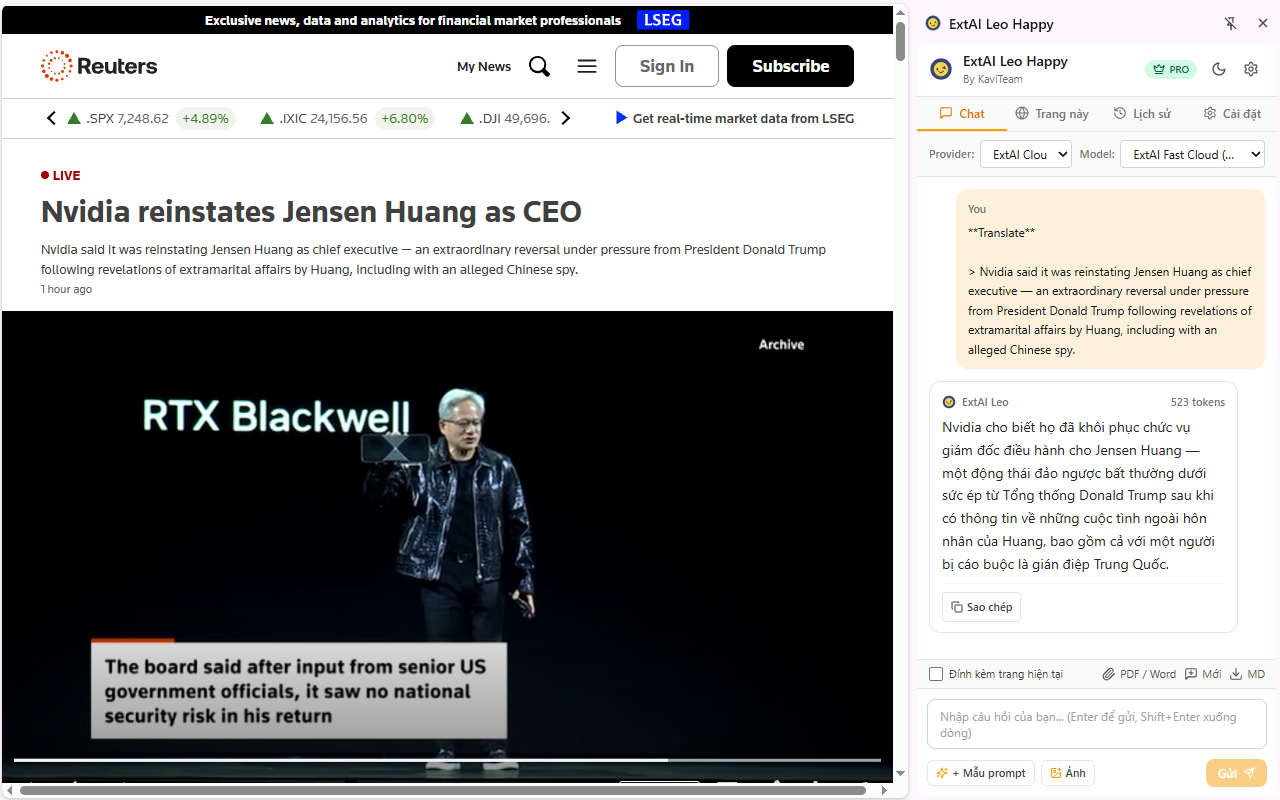 Exclusive news, data and analytics for financial market professionals LSEG
Reuters
My News
Sign In
Subscribe
.SPX 7,248.62 +4.89%
.IXIC 24,156.56 +6.80%
.DJI 49,696.
Get real-time market data from LSEG
LIVE
Nvidia reinstates Jensen Huang as CEO
Nvidia said it was reinstating Jensen Huang as chief executive — an extraordinary reversal under pressure from President Donald Trump
following revelations of extramarital affairs by Huang, including with an alleged Chinese spy.
1 hour ago
Archive
RTX Blackwell
The board said after input from senior US
government officials, it saw no national
security risk in his return
ExtAI Leo Happy
ExtAI Leo Happy
By KaviTeam
PRO
Chat
Trang này
Lịch sử
Cài đặt
Provider: ExtAI Clou
Model: ExtAI Fast Cloud (...
You
**Translate**
> Nvidia said it was reinstating Jensen Huang as chief
executive — an extraordinary reversal under pressure
from President Donald Trump following revelations of
extramarital affairs by Huang, including with an
alleged Chinese spy.
ExtAI Leo
523 tokens
Nvidia cho biết họ đã khôi phục chức vụ
giám đốc điều hành cho Jensen Huang —
một động thái đảo ngược bất thường dưới
sức ép từ Tổng thống Donald Trump sau khi
có thông tin về những cuộc tình ngoài hôn
nhân của Huang, bao gồm cả với một người
bị cáo buộc là gián điệp Trung Quốc.
Sao chép
Đính kèm trang hiện tại
PDF / Word
Mới
MD
Nhập câu hỏi của bạn... (Enter để gửi, Shift+Enter xuống
dòng)
+ Mẫu prompt
Ảnh
Gửi